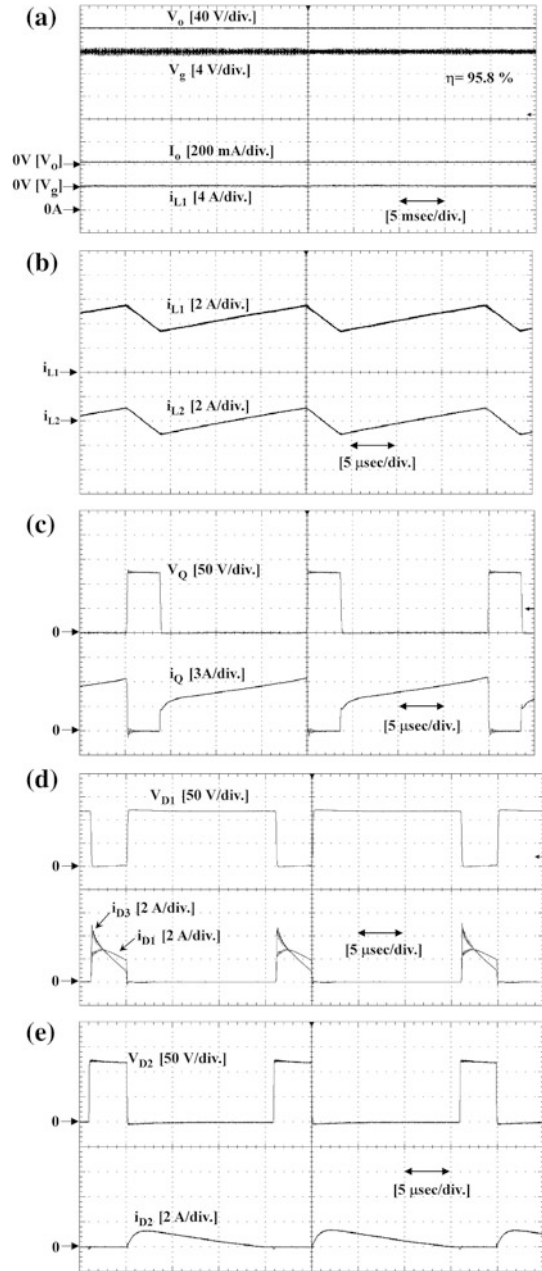 (a)
V_o [40 V/div.]
V_g [4 V/div.]
η= 95.8 %
I_o [200 mA/div.]
0V [V_o]
0V [V_g]
i_L1 [4 A/div.]
0A
[5 msec/div.]
(b)
i_L1 [2 A/div.]
i_L1
i_L2 [2 A/div.]
i_L2
[5 μsec/div.]
(c)
V_Q [50 V/div.]
0
i_Q [3A/div.]
[5 μsec/div.]
0
(d)
V_D1 [50 V/div.]
0
i_D3 [2 A/div.]
i_D1 [2 A/div.]
[5 μsec/div.]
0
(e)
V_D2 [50 V/div.]
0
[5 μsec/div.]
i_D2 [2 A/div.]
0